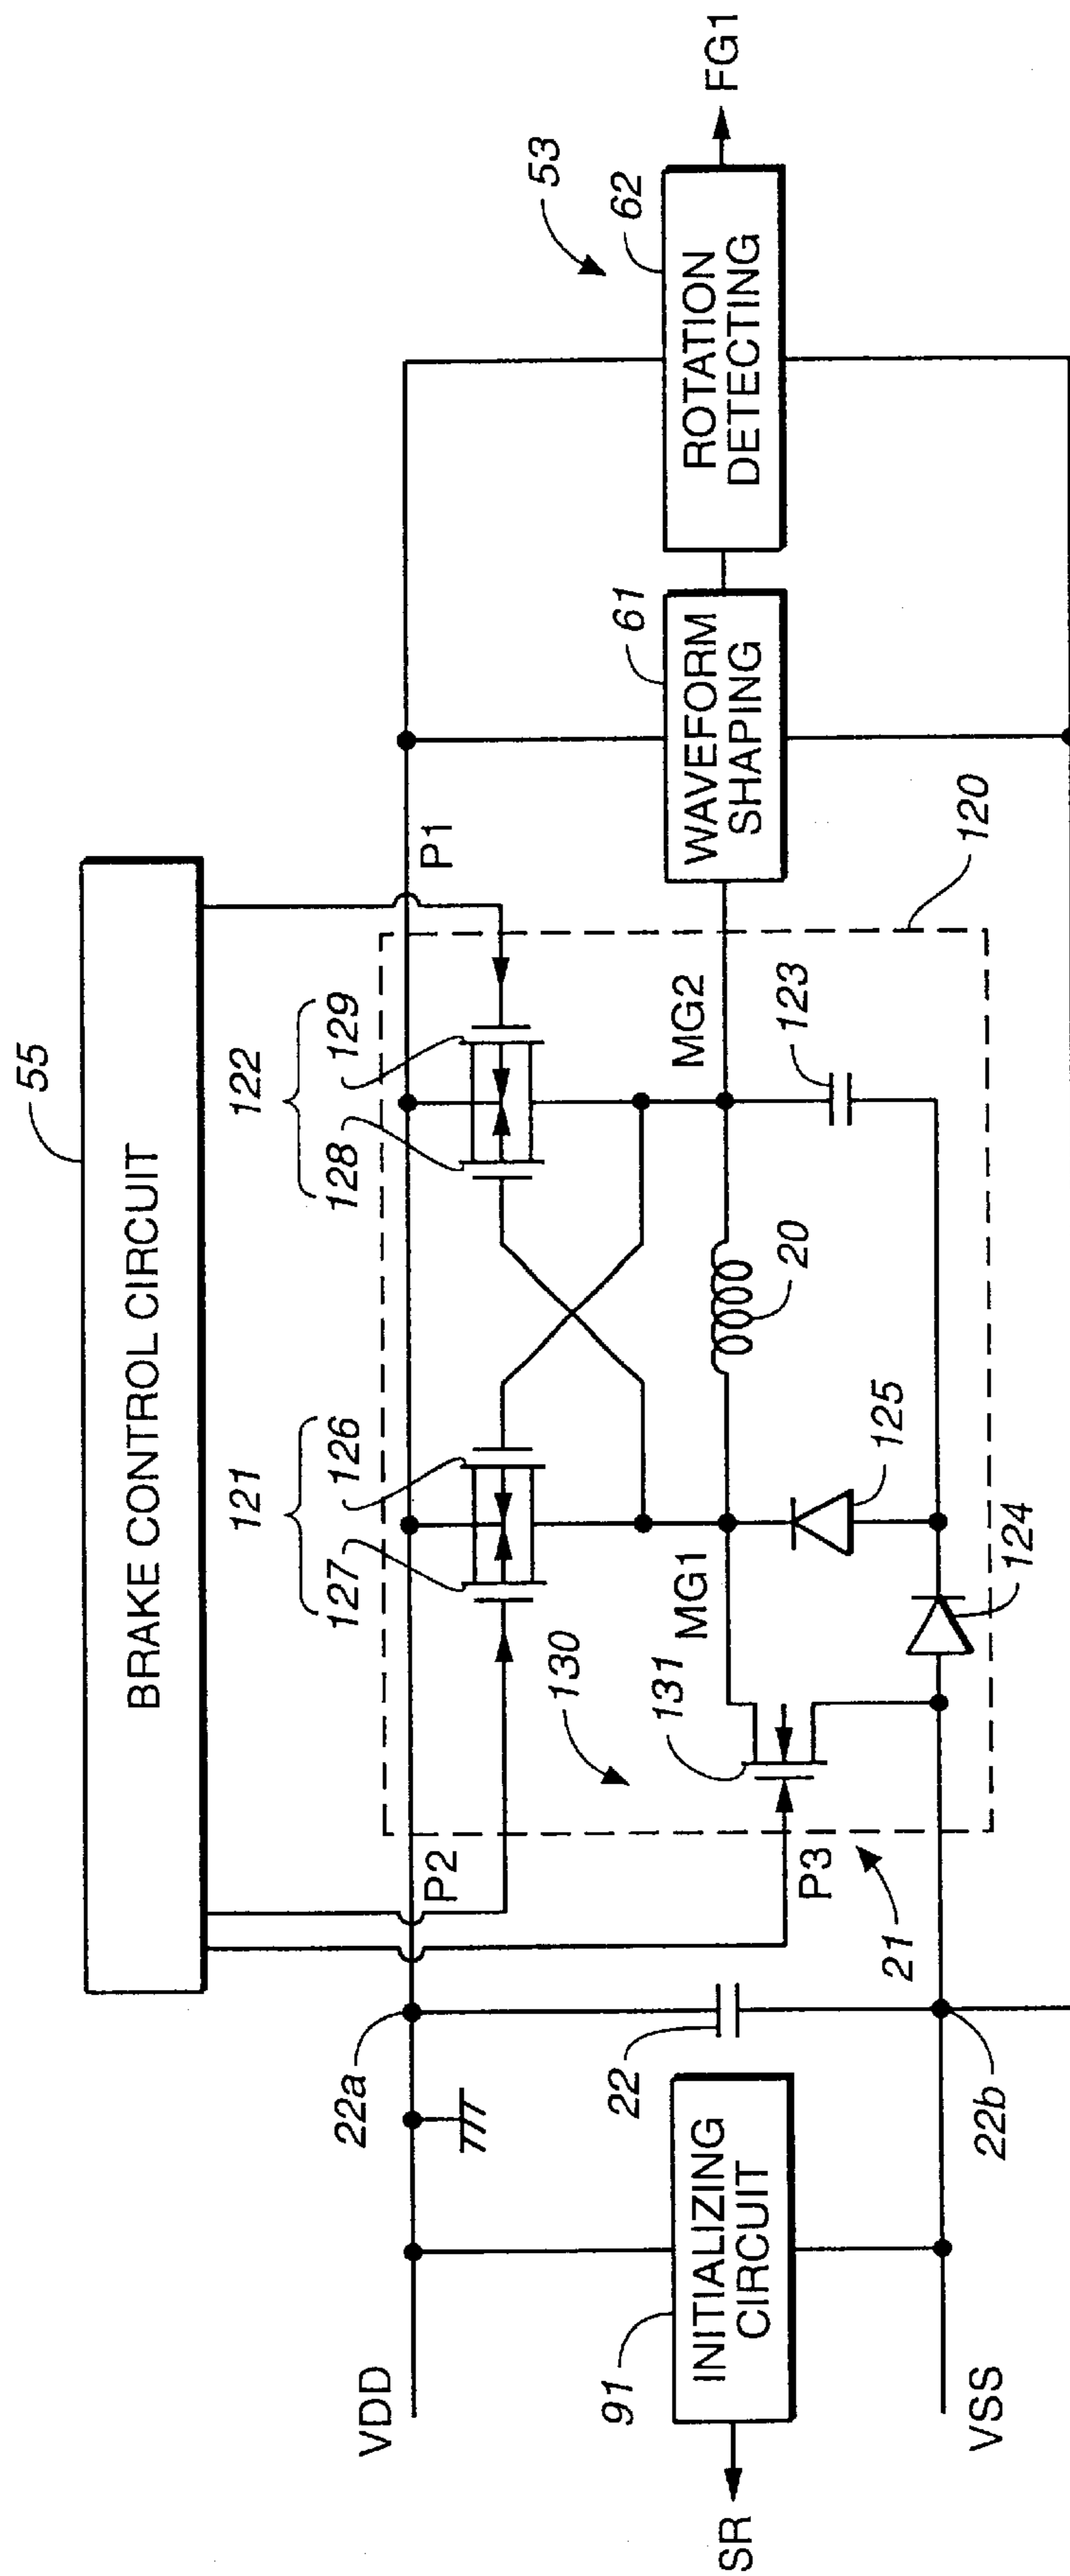 55
BRAKE CONTROL CIRCUIT
121
122
127
126
128
129
P2
P1
22a
VDD
53
130
131
MG1
MG2
20
62
61
WAVEFORM
SHAPING
ROTATION
DETECTING
FG1
91
INITIALIZING
CIRCUIT
SR
22
P3
125
123
120
21
124
22b
VSS